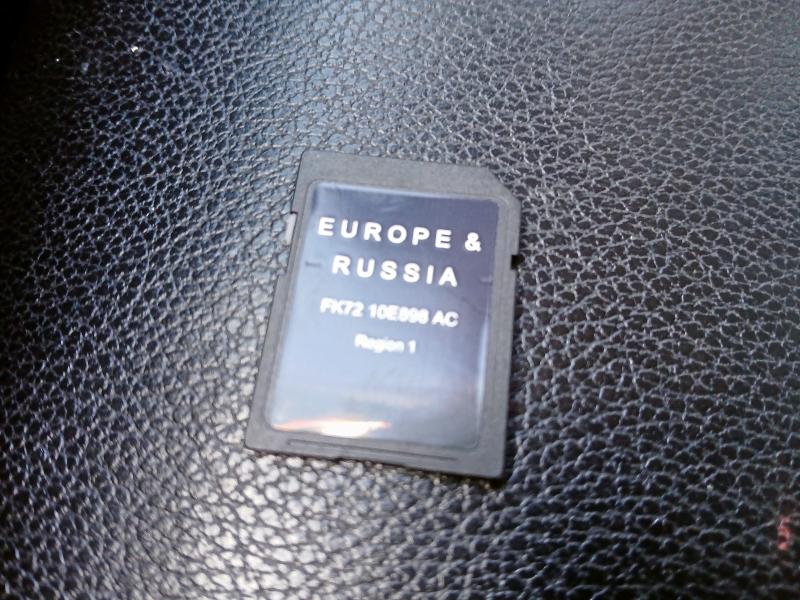 EUROPE &
RUSSIA
FK72 10E898 AC
Region 1